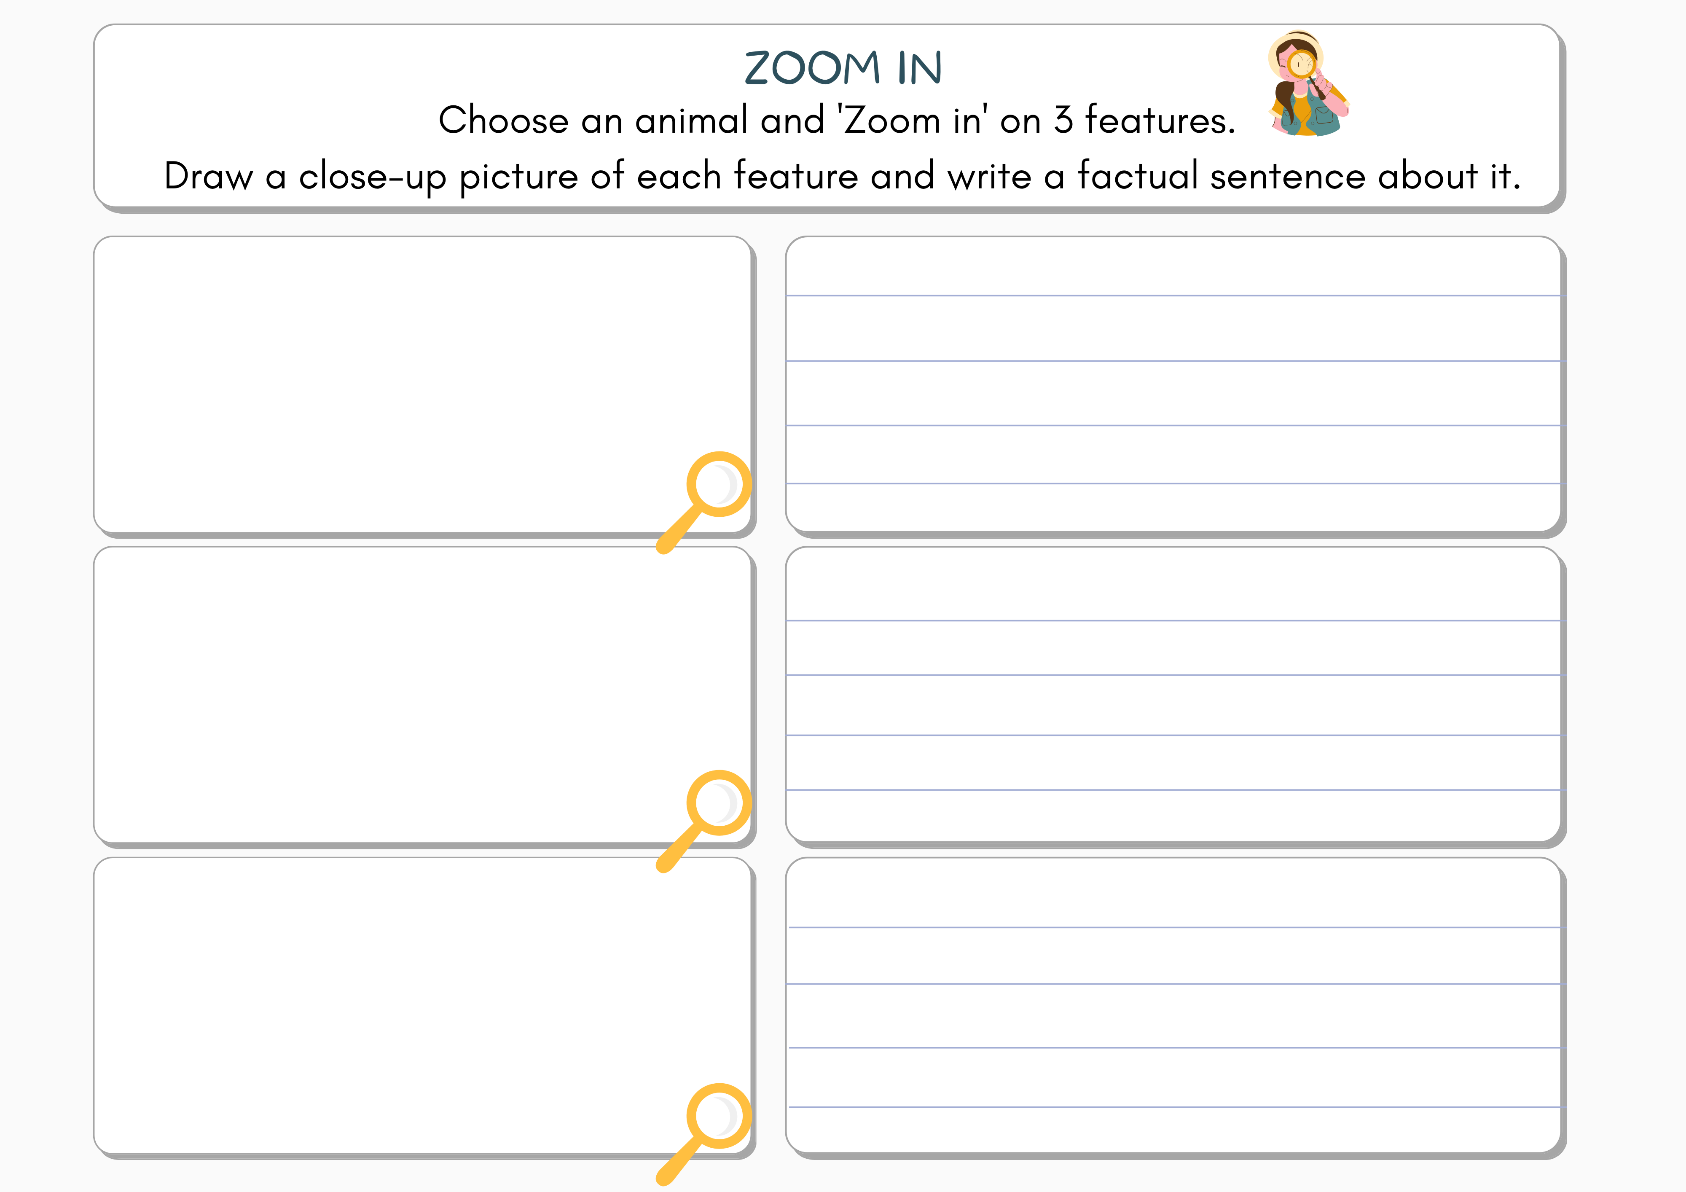 ZOOM IN
Choose an animal and 'Zoom in' on 3 features.
Draw a close-up picture of each feature and write a factual sentence about it.